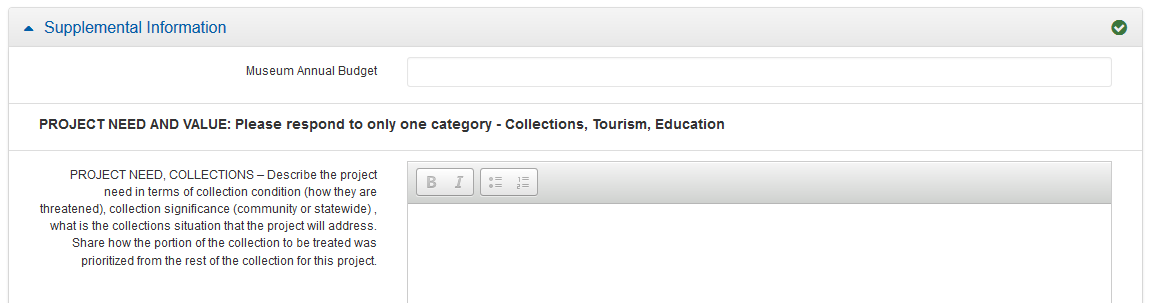 Supplemental Information
Museum Annual Budget
PROJECT NEED AND VALUE: Please respond to only one category - Collections, Tourism, Education
PROJECT NEED, COLLECTIONS – Describe the project
need in terms of collection condition (how they are
threatened), collection significance (community or statewide) ,
what is the collections situation that the project will address.
Share how the portion of the collection to be treated was
prioritized from the rest of the collection for this project.
B I